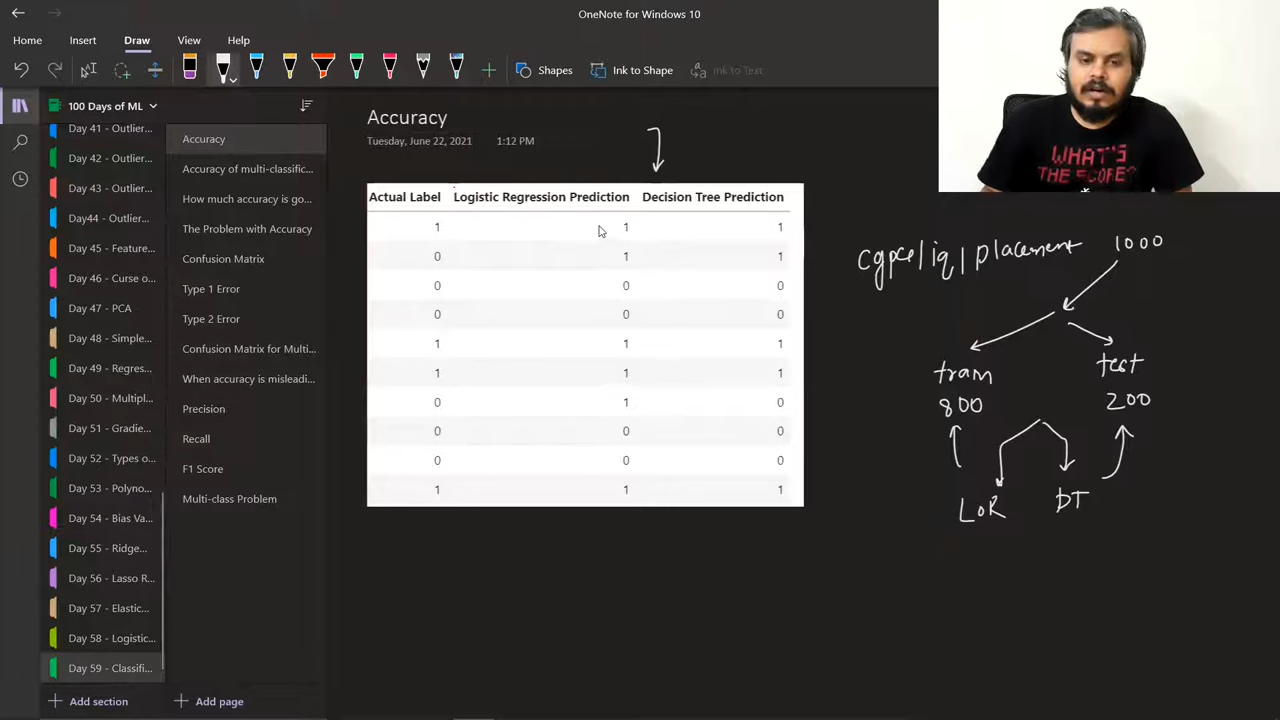 OneNote for Windows 10
Home Insert Draw View Help
Shapes Ink to Shape Ink to Text
100 Days of ML
Day 41 - Outlier...
Day 42 - Outlier...
Day 43 - Outlier...
Day44 - Outlier...
Day 45 - Feature...
Day 46 - Curse o...
Day 47 - PCA
Day 48 - Simple...
Day 49 - Regres...
Day 50 - Multipl...
Day 51 - Gradie...
Day 52 - Types o...
Day 53 - Polyno...
Day 54 - Bias Va...
Day 55 - Ridge...
Day 56 - Lasso R...
Day 57 - Elastic...
Day 58 - Logistic...
Day 59 - Classifi...
Add section
Accuracy
Accuracy of multi-classific...
How much accuracy is go...
The Problem with Accuracy
Confusion Matrix
Type 1 Error
Type 2 Error
Confusion Matrix for Multi...
When accuracy is misleadi...
Precision
Recall
F1 Score
Multi-class Problem
Add page
Accuracy
Tuesday, June 22, 2021 1:12 PM
Actual Label Logistic Regression Prediction Decision Tree Prediction
1 1 1
0 1 1
0 0 0
0 0 0
1 1 1
1 1 1
0 1 0
0 0 0
0 0 0
1 1 1
WHAT'S
THE SCORE?
| iq | placement 1000
train test
800 200
LoR DT